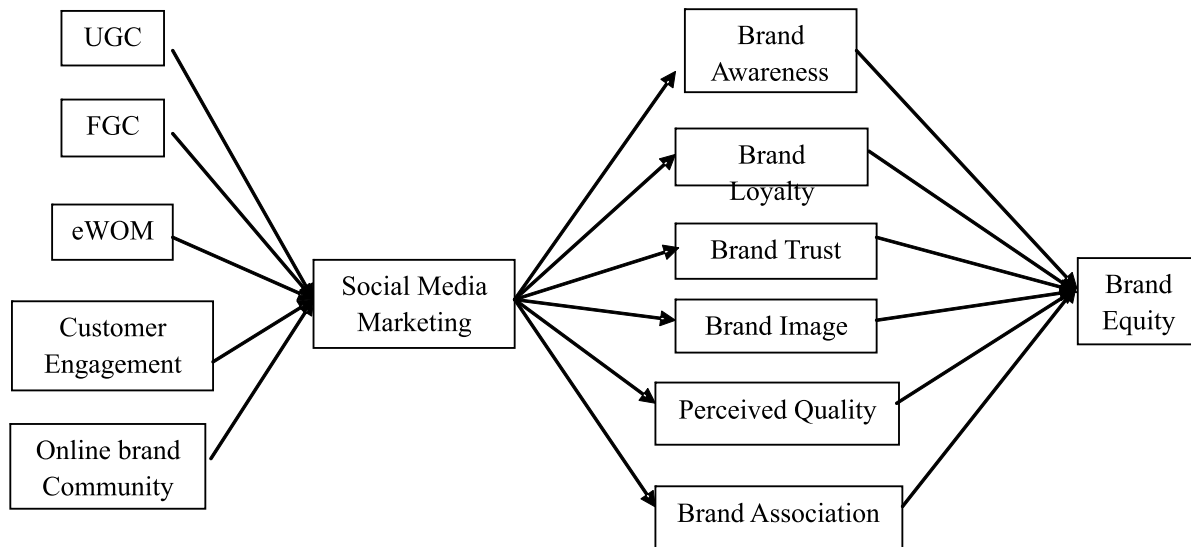 UGC
FGC
eWOM
Customer
Engagement
Online brand
Community
Social Media
Marketing
Brand
Awareness
Brand
Loyalty
Brand Trust
Brand Image
Perceived Quality
Brand Association
Brand
Equity